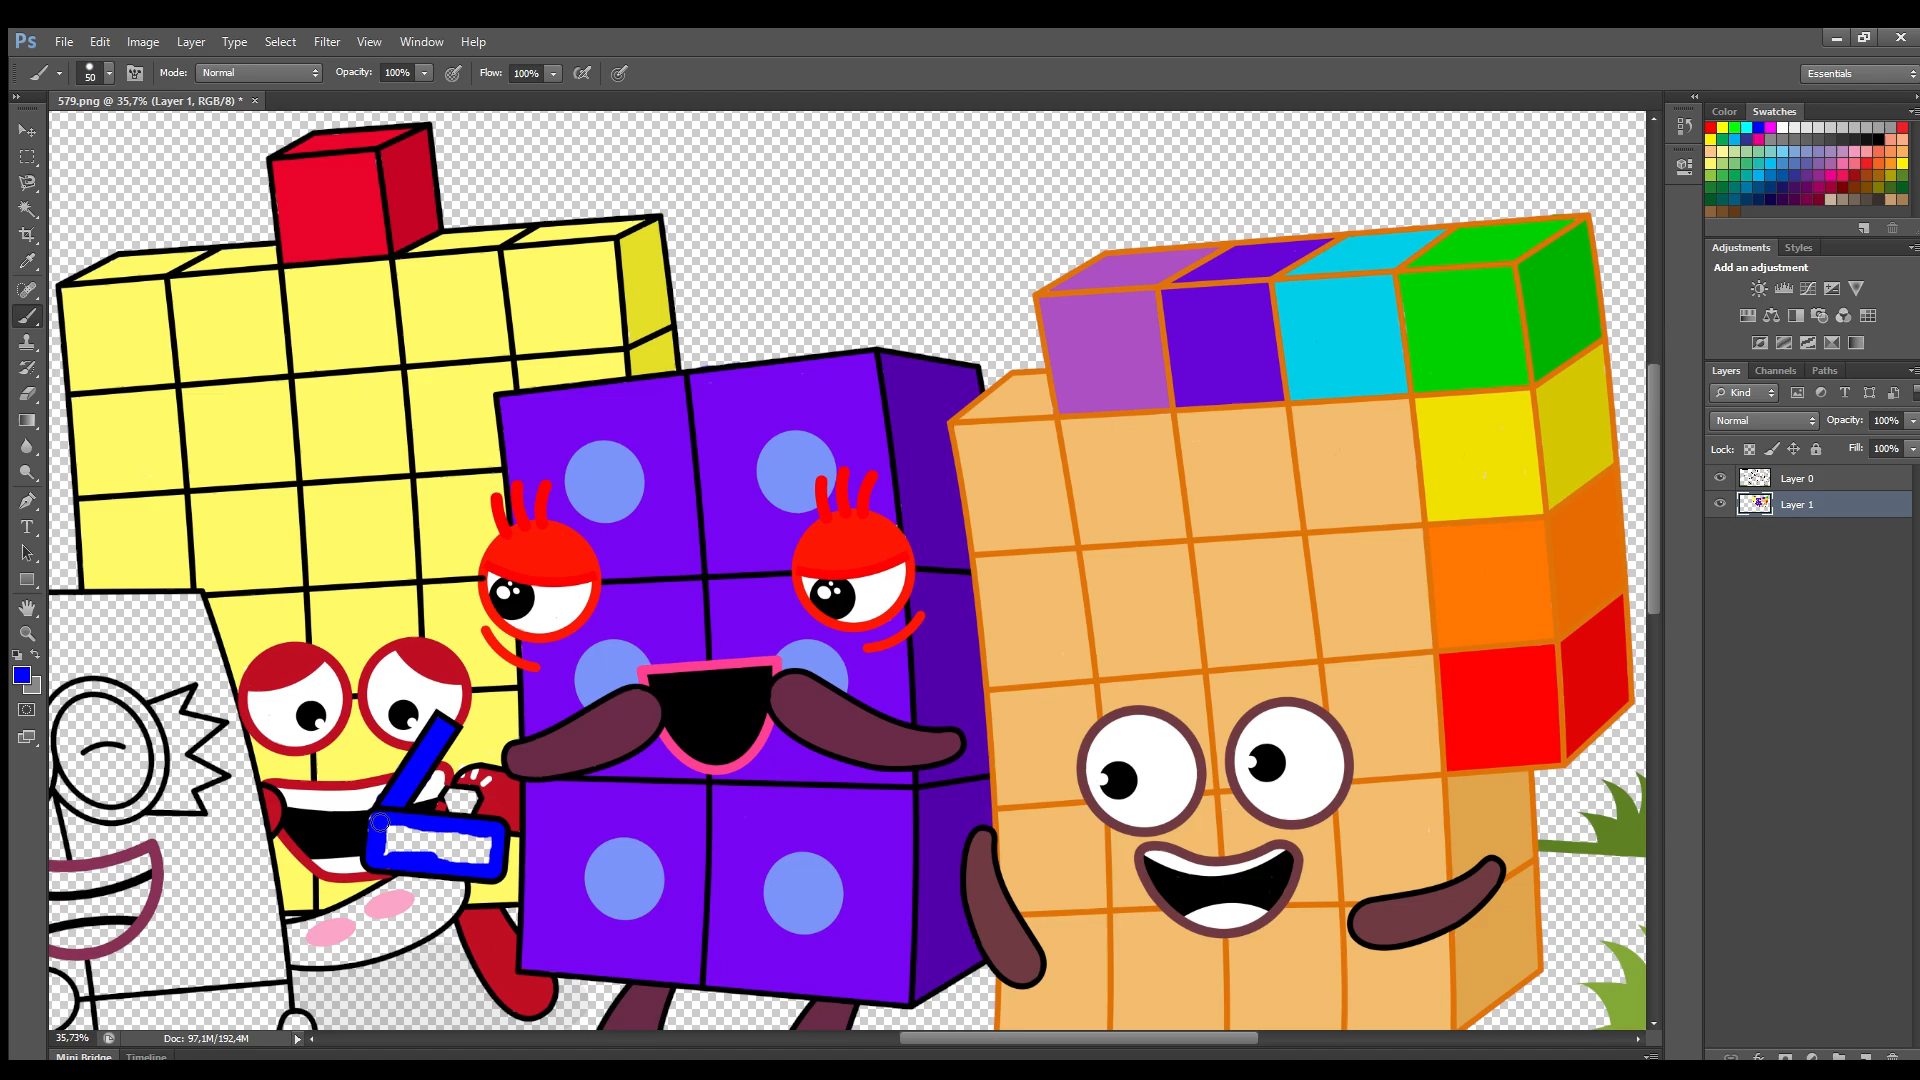 Ps File Edit Image Layer Type Select Filter View Window Help
50 Mode: Normal Opacity: 100% Flow: 100% Essentials
579.png @ 35,7% (Layer 1, RGB/8) * ×
Color Swatches
Adjustments Styles
Add an adjustment
Layers Channels Paths
Kind
Normal Opacity: 100%
Lock: Fill: 100%
Layer 0
Layer 1
35,73% Doc: 97,1M/192,4M
Mini Bridge Timeline